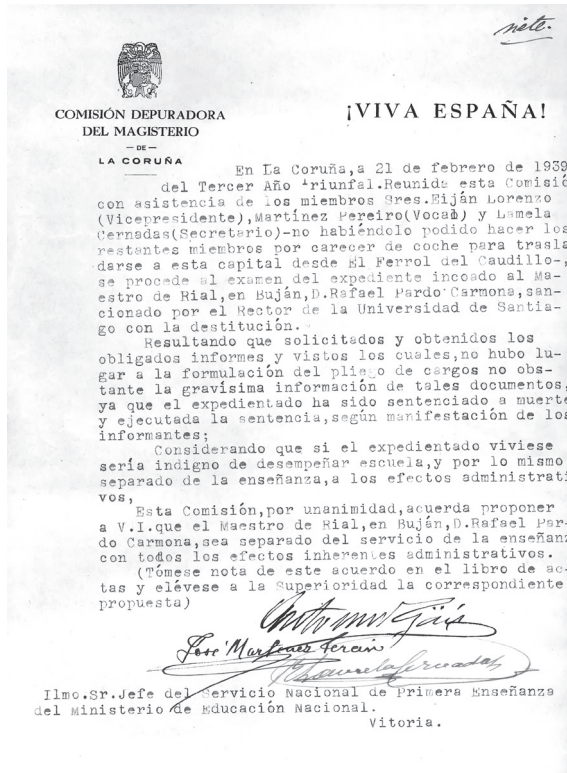 siete.
COMISIÓN DEPURADORA
DEL MAGISTERIO
— DE —
LA CORUÑA
¡VIVA ESPAÑA!
En La Coruña,a 21 de febrero de 1939
del Tercer Año Triunfal.Reunida esta Comisió
con asistencia de los miembros Sres.Eiján Lorenzo
(Vicepresidente),Martínez Pereiro(Vocal) y Lamela
Cernadas(Secretario)-no habiéndolo podido hacer los
restantes miembros por carecer de coche para trasla
darse a esta capital desde El Ferrol del Caudillo-,
se procede al examen del expediente incoado al Ma-
estro de Rial,en Buján,D.Rafael Pardo Carmona,san-
cionado por el Rector de la Universidad de Santia-
go con la destitución.
Resultando que solicitados y obtenidos los
obligados informes y vistos los cuales,no hubo lu-
gar a la formulación del pliego de cargos no obs-
tante la gravísima información de tales documentos,
ya que el expedientado ha sido sentenciado a muerte
y ejecutada la sentencia,según manifestación de los
informantes;
Considerando que si el expedientado viviese
sería indigno de desempeñar escuela,y por lo mismo
separado de la enseñanza,a los efectos administrati
vos,
Esta Comisión,por unanimidad,acuerda proponer
a V.I.que el Maestro de Rial,en Buján,D.Rafael Par-
do Carmona,sea separado del servicio de la enseñanz
con todos los efectos inherentes administrativos.
(Tómese nota de este acuerdo en el libro de ac-
tas y elévese a la Superioridad la correspondiente
propuesta)
José Martínez
Lamela Cernadas
Ilmo.Sr.Jefe del Servicio Nacional de Primera Enseñanza
del Ministerio de Educación Nacional.
Vitoria.